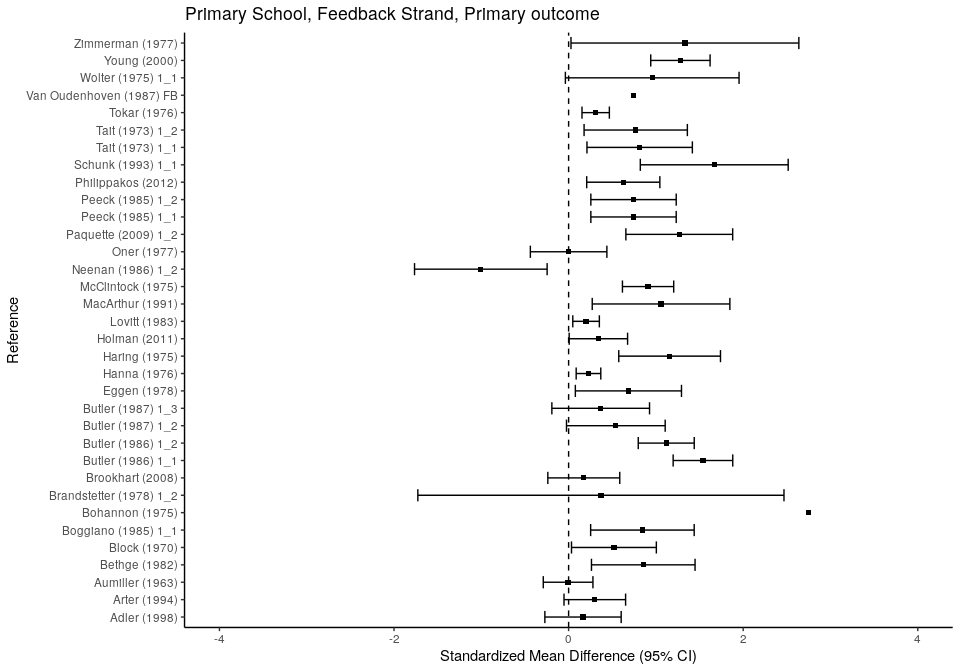 Primary School, Feedback Strand, Primary outcome
Reference
Zimmerman (1977)
Young (2000)
Wolter (1975) 1_1
Van Oudenhoven (1987) FB
Tokar (1976)
Tait (1973) 1_2
Tait (1973) 1_1
Schunk (1993) 1_1
Philippakos (2012)
Peeck (1985) 1_2
Peeck (1985) 1_1
Paquette (2009) 1_2
Oner (1977)
Neenan (1986) 1_2
McClintock (1975)
MacArthur (1991)
Lovitt (1983)
Holman (2011)
Haring (1975)
Hanna (1976)
Eggen (1978)
Butler (1987) 1_3
Butler (1987) 1_2
Butler (1986) 1_2
Butler (1986) 1_1
Brookhart (2008)
Brandstetter (1978) 1_2
Bohannon (1975)
Boggiano (1985) 1_1
Block (1970)
Bethge (1982)
Aumiller (1963)
Arter (1994)
Adler (1998)
-4 -2 0 2 4
Standardized Mean Difference (95% CI)